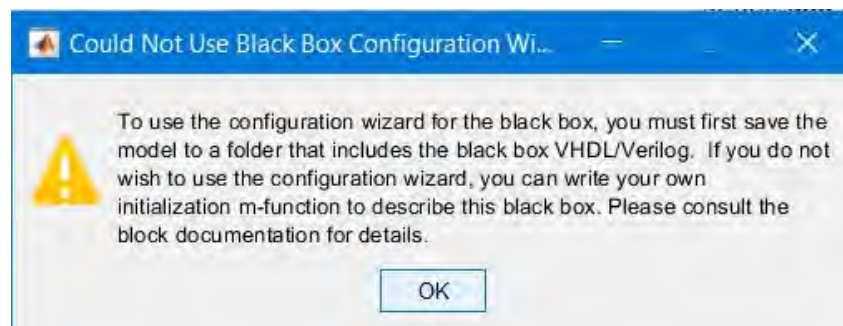 Could Not Use Black Box Configuration Wi...
To use the configuration wizard for the black box, you must first save the
model to a folder that includes the black box VHDL/Verilog. If you do not
wish to use the configuration wizard, you can write your own
initialization m-function to describe this black box. Please consult the
block documentation for details.
OK